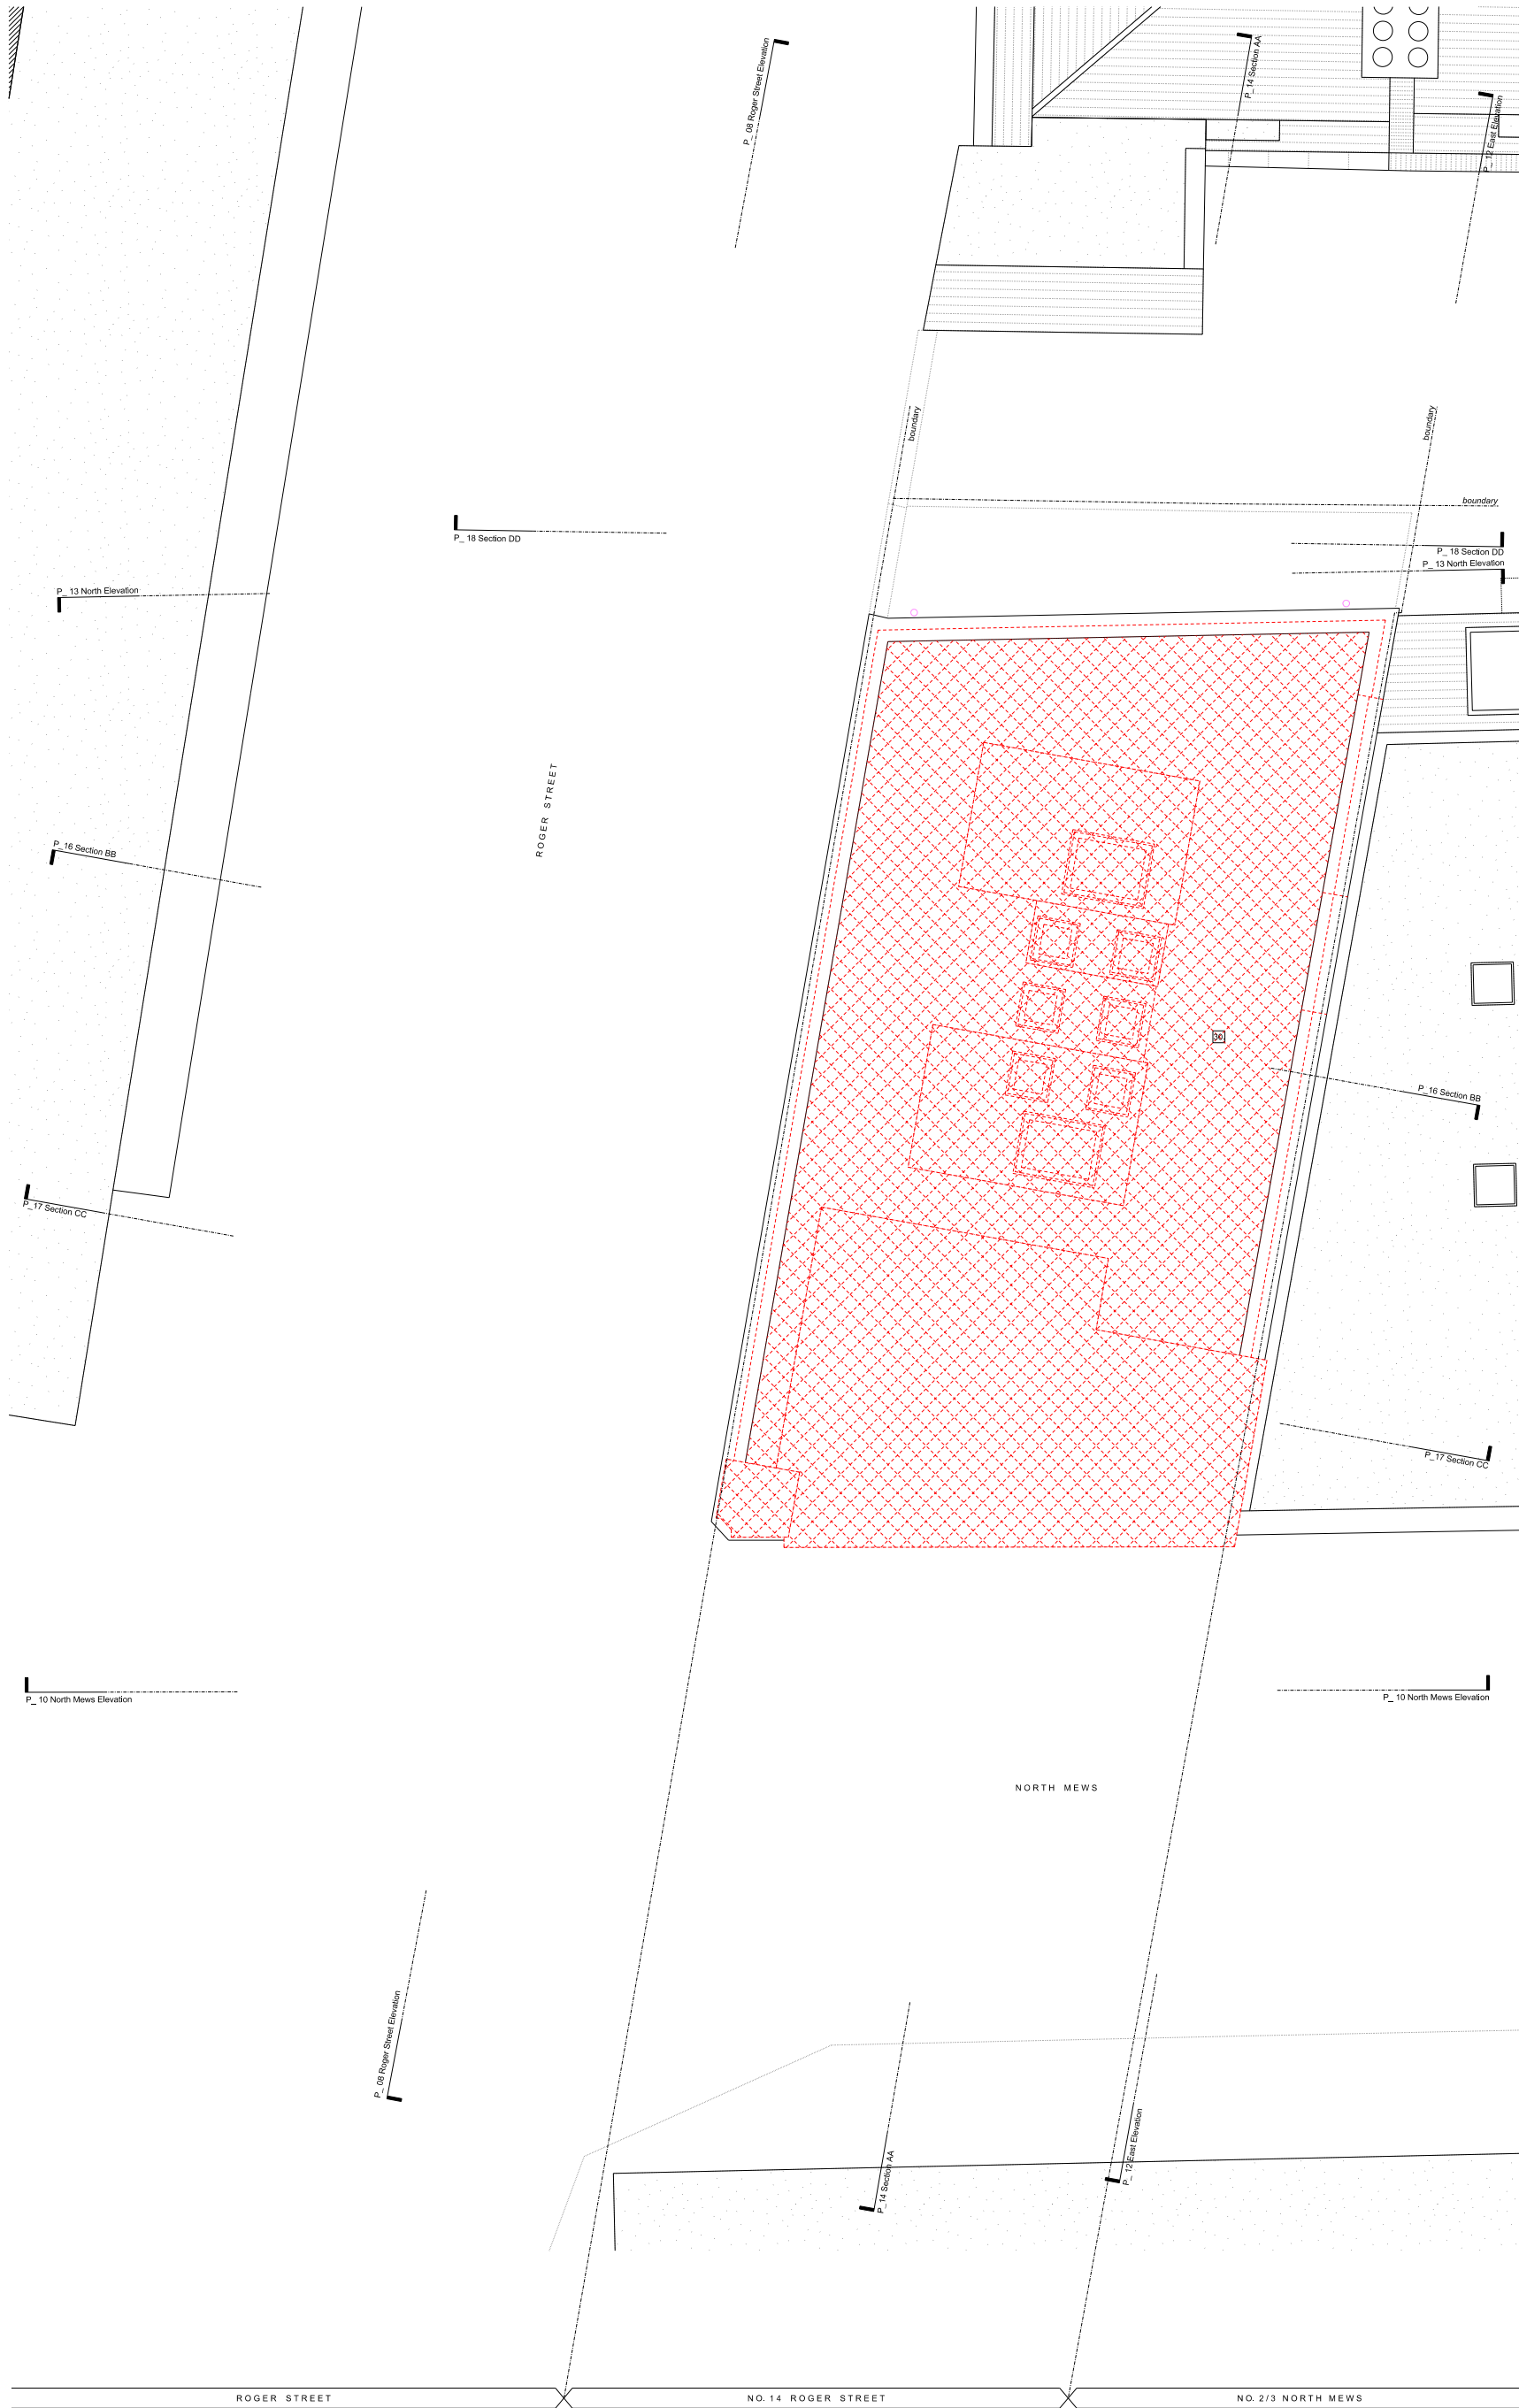 P_ 08 Roger Street Elevation
P_14 Section AA
P_ 12 East Elevation
boundary
boundary
boundary
P_ 18 Section DD
P_ 18 Section DD
P_ 13 North Elevation
P_ 13 North Elevation
ROGER STREET
P_16 Section BB
30
P_16 Section BB
P_17 Section CC
P_17 Section CC
P_ 10 North Mews Elevation
P_ 10 North Mews Elevation
NORTH MEWS
P_ 08 Roger Street Elevation
P_14 Section AA
P_ 12 East Elevation
ROGER STREET
NO. 14 ROGER STREET
NO. 2/3 NORTH MEWS